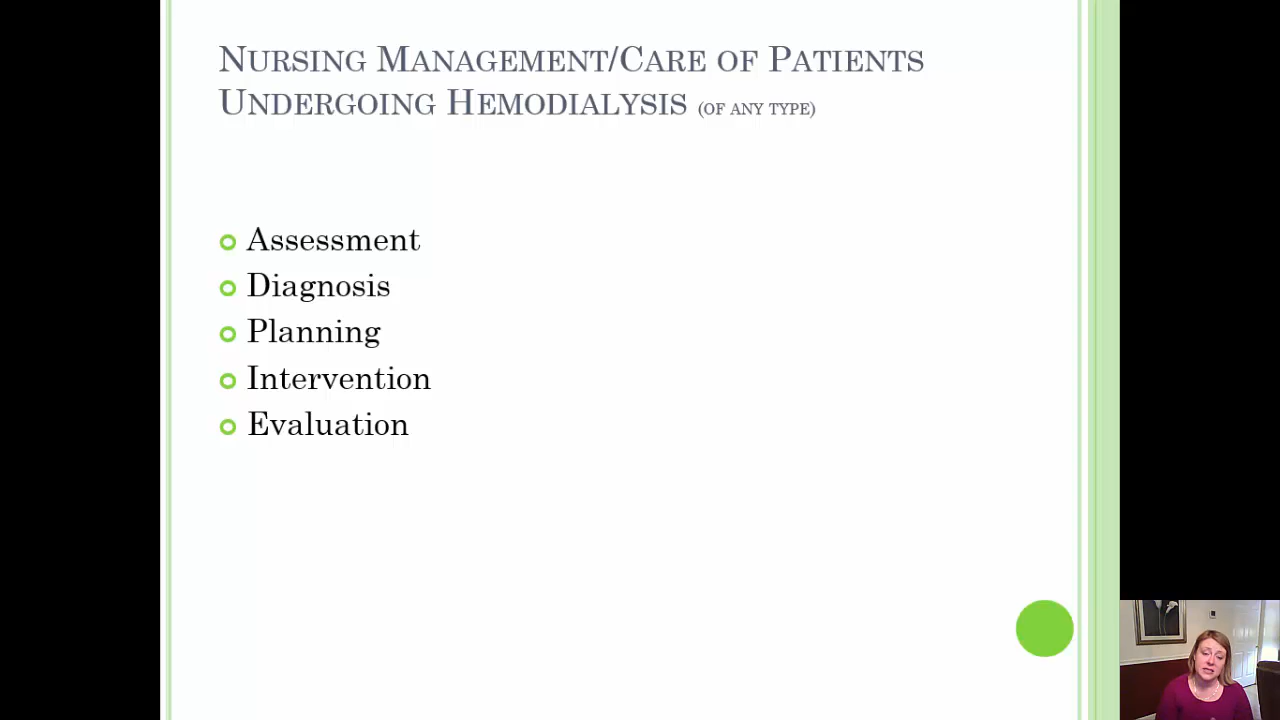 Nursing Management/Care of Patients
Undergoing Hemodialysis (of any type)
Assessment
Diagnosis
Planning
Intervention
Evaluation